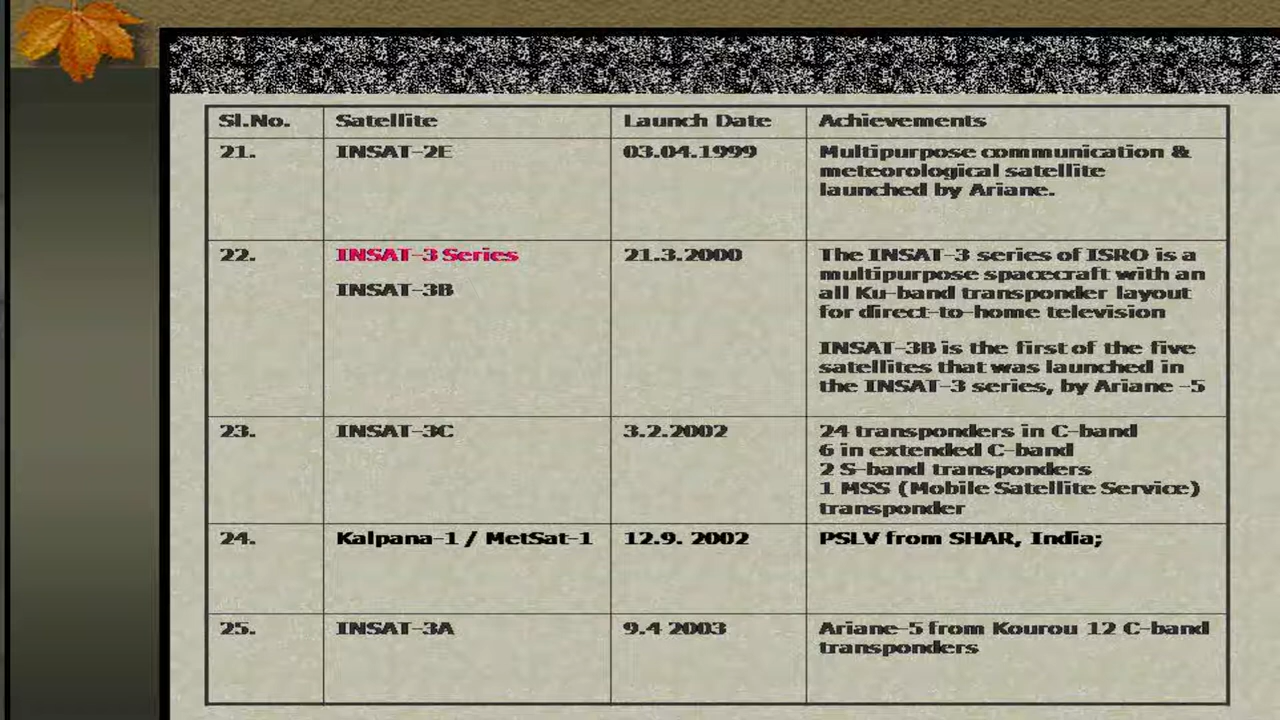 Sl.No. Satellite Launch Date Achievements
21. INSAT-2E 03.04.1999 Multipurpose communication &
meteorological satellite
launched by Ariane.
22. INSAT-3 Series 21.3.2000 The INSAT-3 series of ISRO is a
multipurpose spacecraft with an
INSAT-3B
all Ku-band transponder layout
for direct-to-home television
INSAT-3B is the first of the five
satellites that was launched in
the INSAT-3 series, by Ariane -5
23. INSAT-3C 3.2.2002 24 transponders in C-band
6 in extended C-band
2 S-band transponders
1 MSS (Mobile Satellite Service)
transponder
24. Kalpana-1 / MetSat-1 12.9. 2002 PSLV from SHAR, India;
25. INSAT-3A 9.4 2003 Ariane-5 from Kourou 12 C-band
transponders